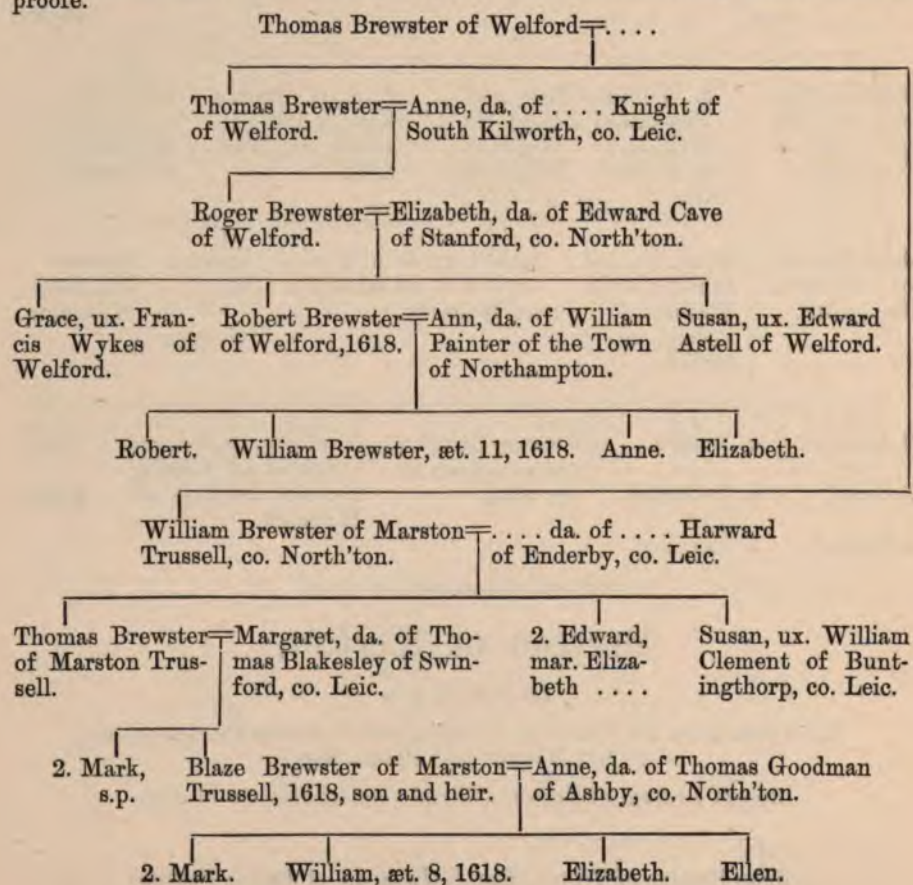 proofe.
Thomas Brewster of Welford=. . . .
Thomas Brewster=Anne, da. of . . . . Knight of
of Welford. South Kilworth, co. Leic.
Roger Brewster=Elizabeth, da. of Edward Cave
of Welford. of Stanford, co. North'ton.
Grace, ux. Fran-
cis Wykes of
Welford.
Robert Brewster=Ann, da. of William
of Welford,1618. Painter of the Town
of Northampton.
Susan, ux. Edward
Astell of Welford.
Robert. William Brewster, æt. 11, 1618. Anne. Elizabeth.
William Brewster of Marston=. . . . da. of . . . . Harward
Trussell, co. North'ton. of Enderby, co. Leic.
Thomas Brewster=Margaret, da. of Tho-
of Marston Trus- mas Blakesley of Swin-
sell. ford, co. Leic.
2. Edward,
mar. Eliza-
beth . . . .
Susan, ux. William
Clement of Bunt-
ingthorp, co. Leic.
2. Mark,
s.p.
Blaze Brewster of Marston=Anne, da. of Thomas Goodman
Trussell, 1618, son and heir. of Ashby, co. North'ton.
2. Mark. William, æt. 8, 1618. Elizabeth. Ellen.